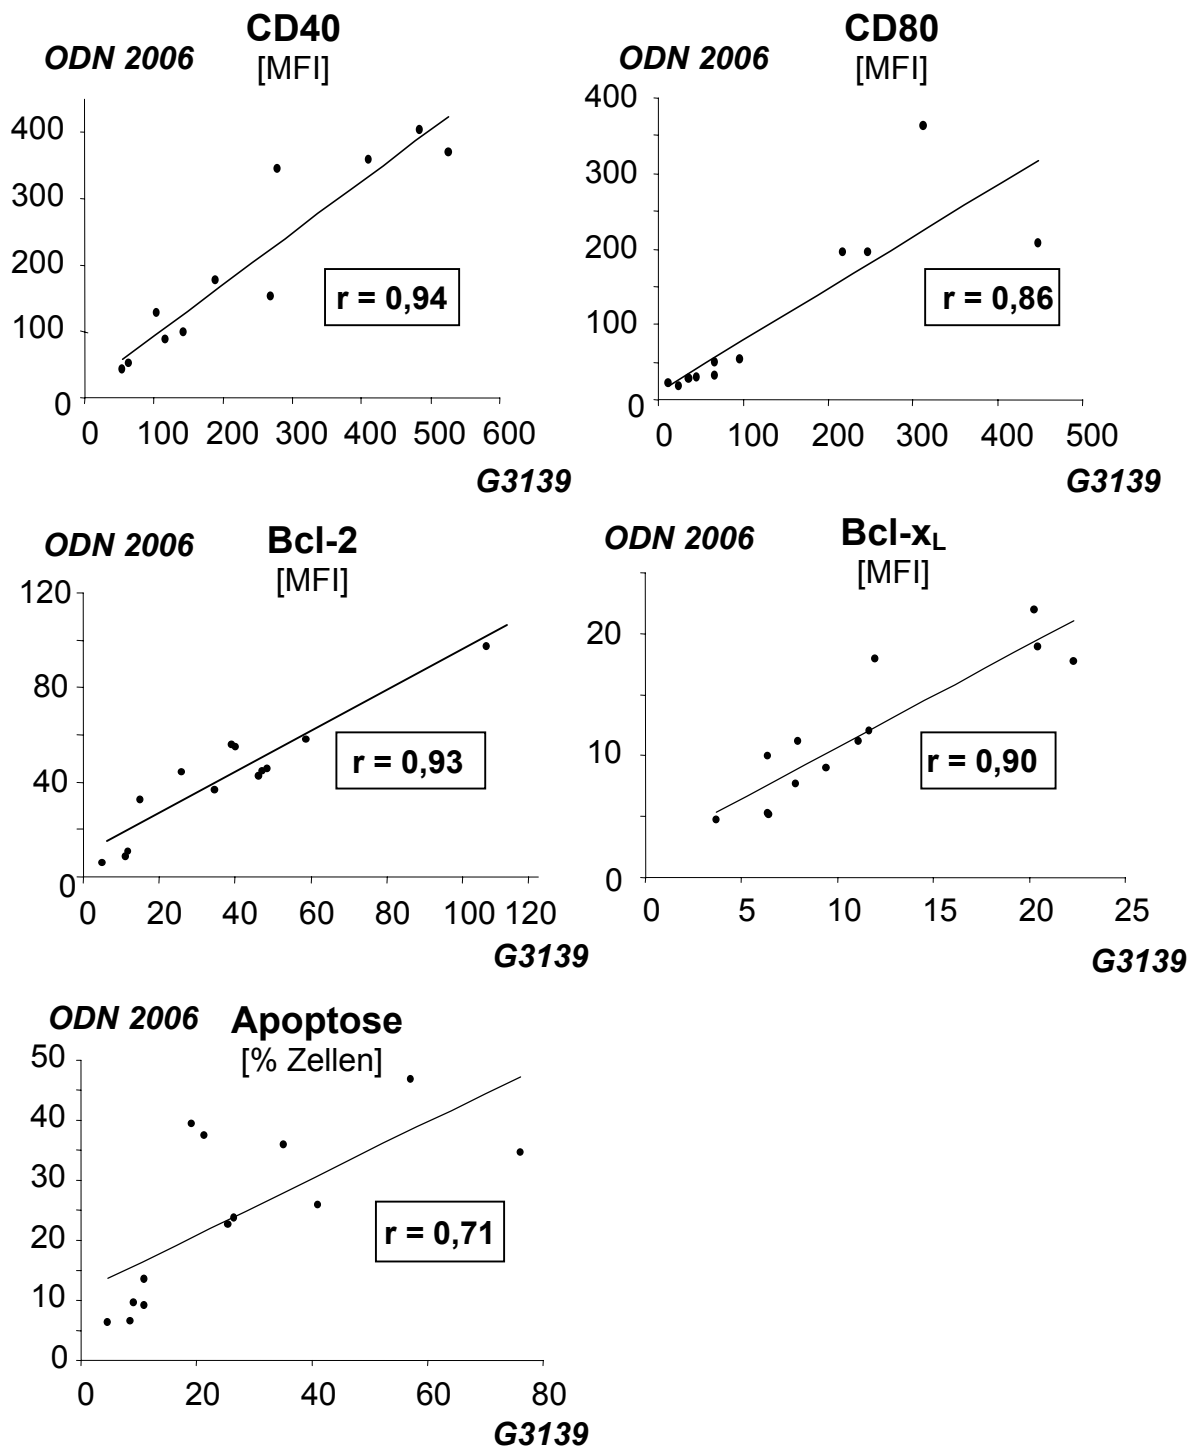 CD40
ODN 2006
[MFI]
400
300
200
100
0
r = 0,94
0 100 200 300 400 500 600
G3139
CD80
ODN 2006
[MFI]
400
300
200
100
0
r = 0,86
0 100 200 300 400 500
G3139
ODN 2006 Bcl-2
[MFI]
120
80
40
0
r = 0,93
0 20 40 60 80 100 120
G3139
ODN 2006 Bcl-xL
[MFI]
20
10
0
r = 0,90
0 5 10 15 20 25
G3139
ODN 2006 Apoptose
[% Zellen]
50
40
30
20
10
0
r = 0,71
0 20 40 60 80
G3139